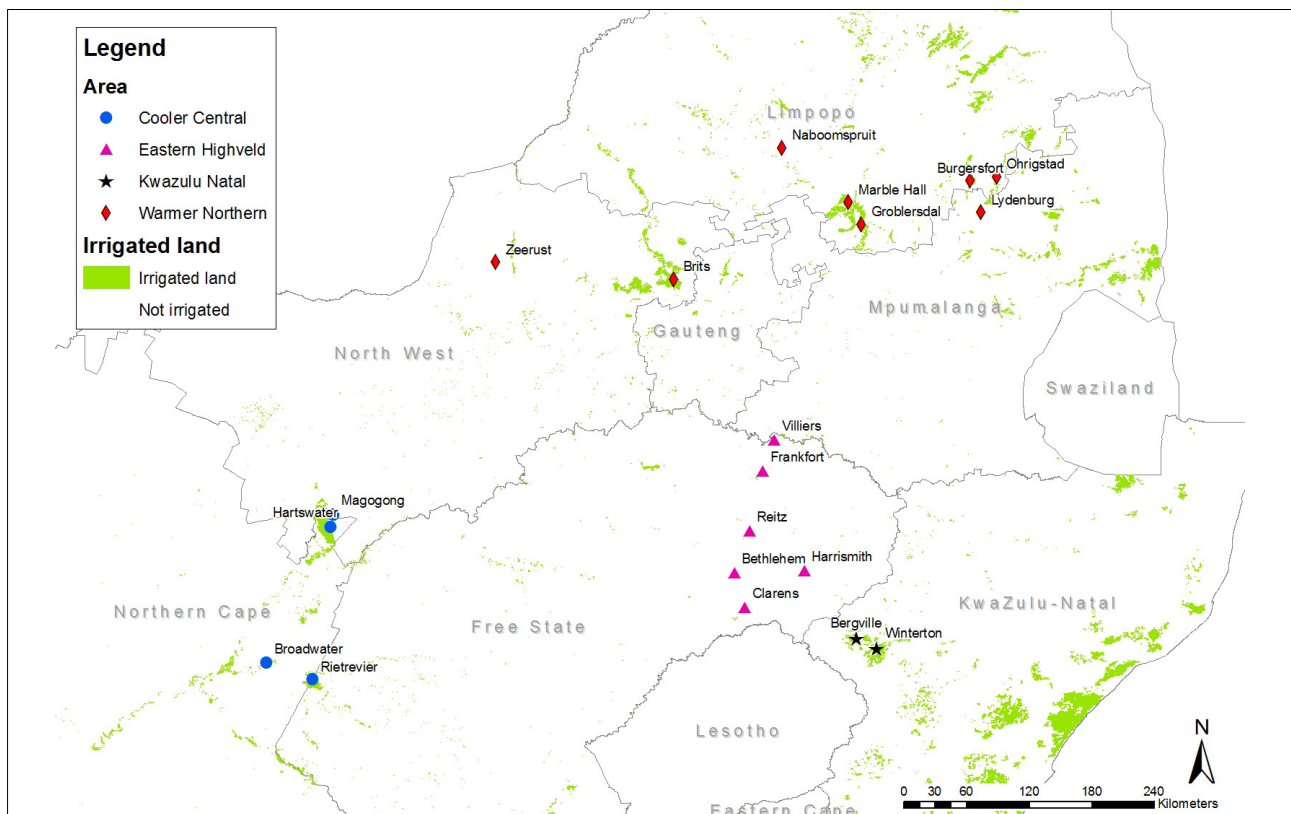 Legend
Area
Cooler Central
Eastern Highveld
Kwazulu Natal
Warmer Northern
Irrigated land
Irrigated land
Not irrigated
Limpopo
Naboomspruit
Burgersfort
Ohrigstad
Marble Hall
Lydenburg
Groblersdal
Zeerust
Brits
Mpumalanga
Gauteng
North West
Swaziland
Villiers
Frankfort
Magogong
Hartswater
Reitz
Bethlehem
Harrismith
Clarens
Northern Cape
KwaZulu-Natal
Free State
Bergville
Winterton
Broadwater
Rietrevier
Lesotho
N
Eastern Cape
0 30 60 120 180 240
Kilometers